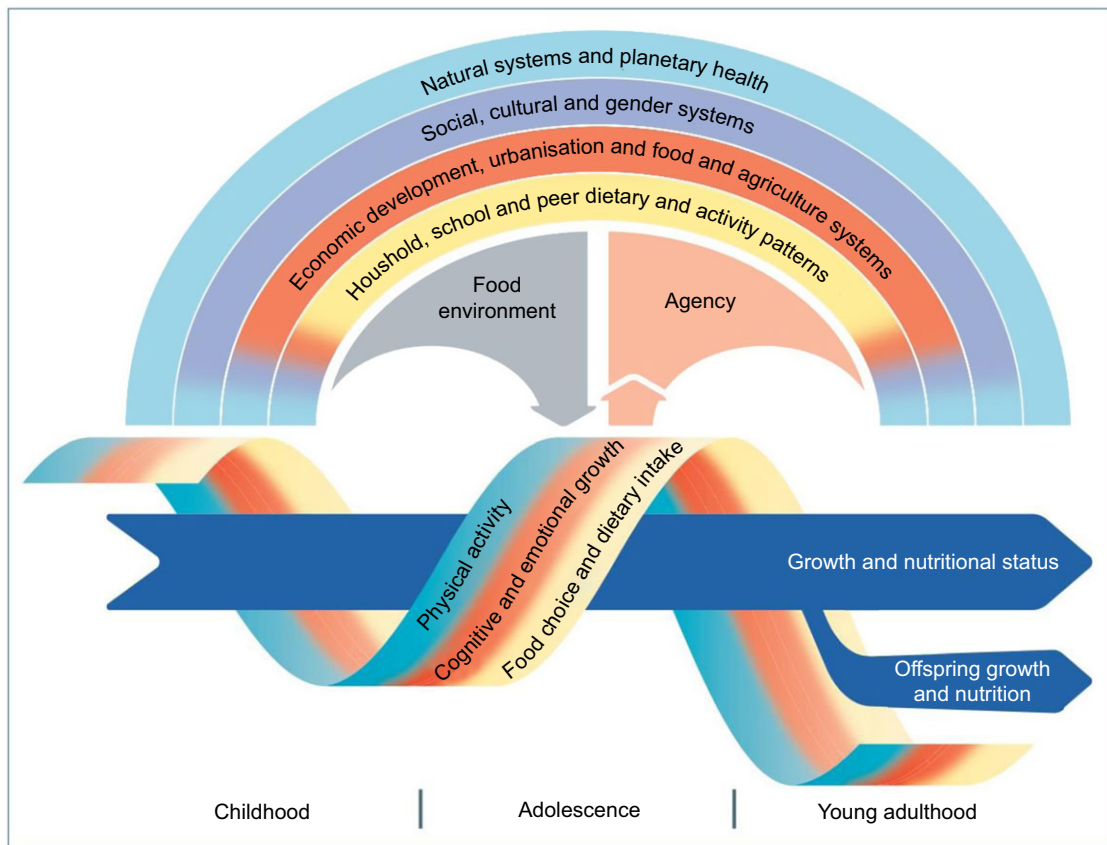 Natural systems and planetary health
Social, cultural and gender systems
Economic development, urbanisation and food and agriculture systems
Houshold, school and peer dietary and activity patterns
Food
environment
Agency
Physical activity
Cognitive and emotional growth
Food choice and dietary intake
Growth and nutritional status
Offspring growth
and nutrition
Childhood
Adolescence
Young adulthood